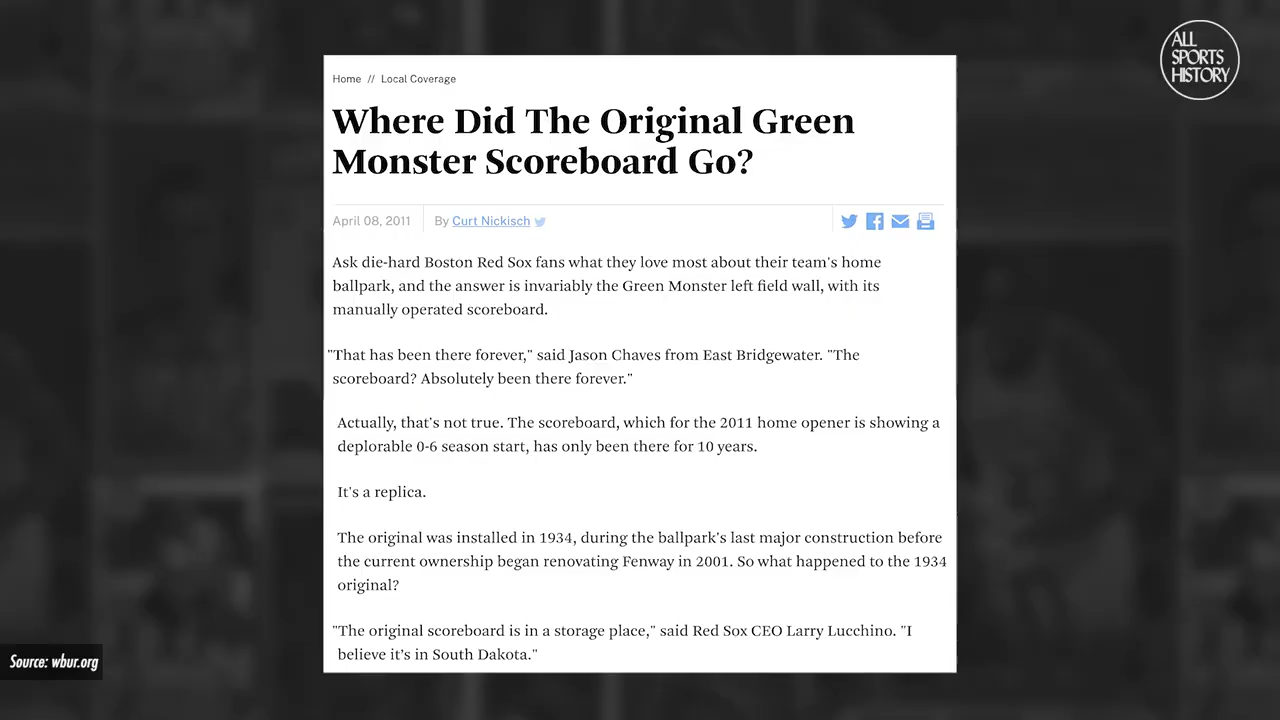 ALL
SPORTS
HISTORY
Home // Local Coverage
Where Did The Original Green
Monster Scoreboard Go?
April 08, 2011 By Curt Nickisch
Ask die-hard Boston Red Sox fans what they love most about their team's home
ballpark, and the answer is invariably the Green Monster left field wall, with its
manually operated scoreboard.
"That has been there forever," said Jason Chaves from East Bridgewater. "The
scoreboard? Absolutely been there forever."
Actually, that's not true. The scoreboard, which for the 2011 home opener is showing a
deplorable 0-6 season start, has only been there for 10 years.
It's a replica.
The original was installed in 1934, during the ballpark's last major construction before
the current ownership began renovating Fenway in 2001. So what happened to the 1934
original?
"The original scoreboard is in a storage place," said Red Sox CEO Larry Lucchino. "I
believe it's in South Dakota."
Source: wbur.org